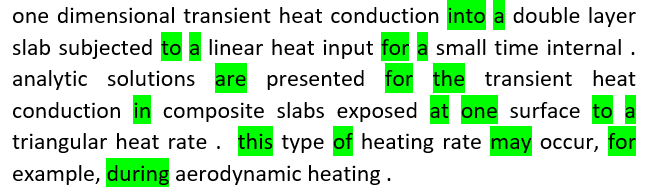 one dimensional transient heat conduction into a double layer
slab subjected to a linear heat input for a small time internal .
analytic solutions are presented for the transient heat
conduction in composite slabs exposed at one surface to a
triangular heat rate . this type of heating rate may occur, for
example, during aerodynamic heating .